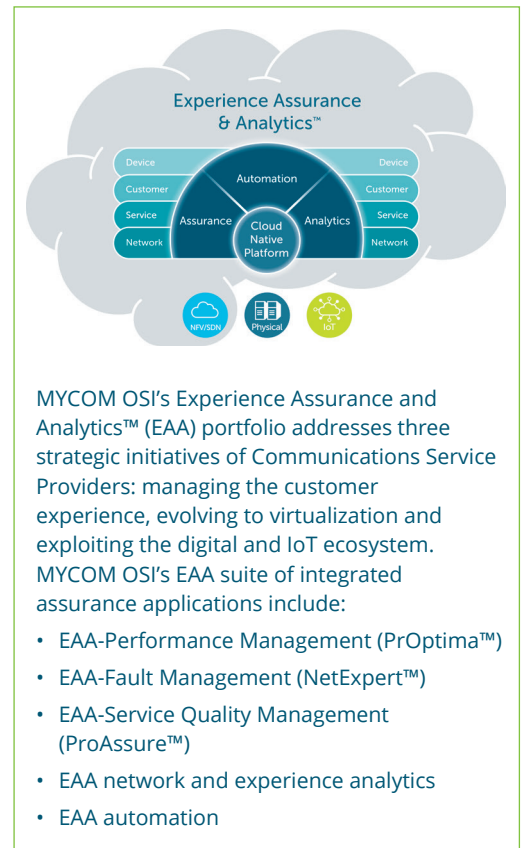 Experience Assurance
& Analytics™
Device
Customer
Service
Network
Automation
Assurance
Analytics
Cloud
Native
Platform
Device
Customer
Service
Network
NFV/SDN
Physical
IoT
MYCOM OSI’s Experience Assurance and
Analytics™ (EAA) portfolio addresses three
strategic initiatives of Communications Service
Providers: managing the customer
experience, evolving to virtualization and
exploiting the digital and IoT ecosystem.
MYCOM OSI’s EAA suite of integrated
assurance applications include:
• EAA-Performance Management (PrOptima™)
• EAA-Fault Management (NetExpert™)
• EAA-Service Quality Management
(ProAssure™)
• EAA network and experience analytics
• EAA automation